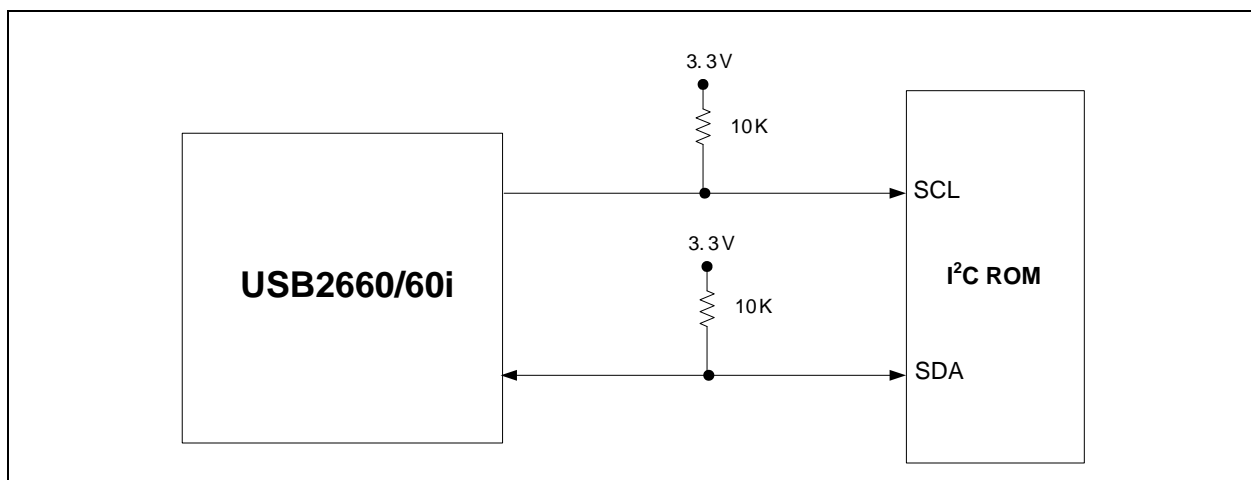 3.3V
10K
SCL
3.3V
USB2660/60i
I²C ROM
10K
SDA